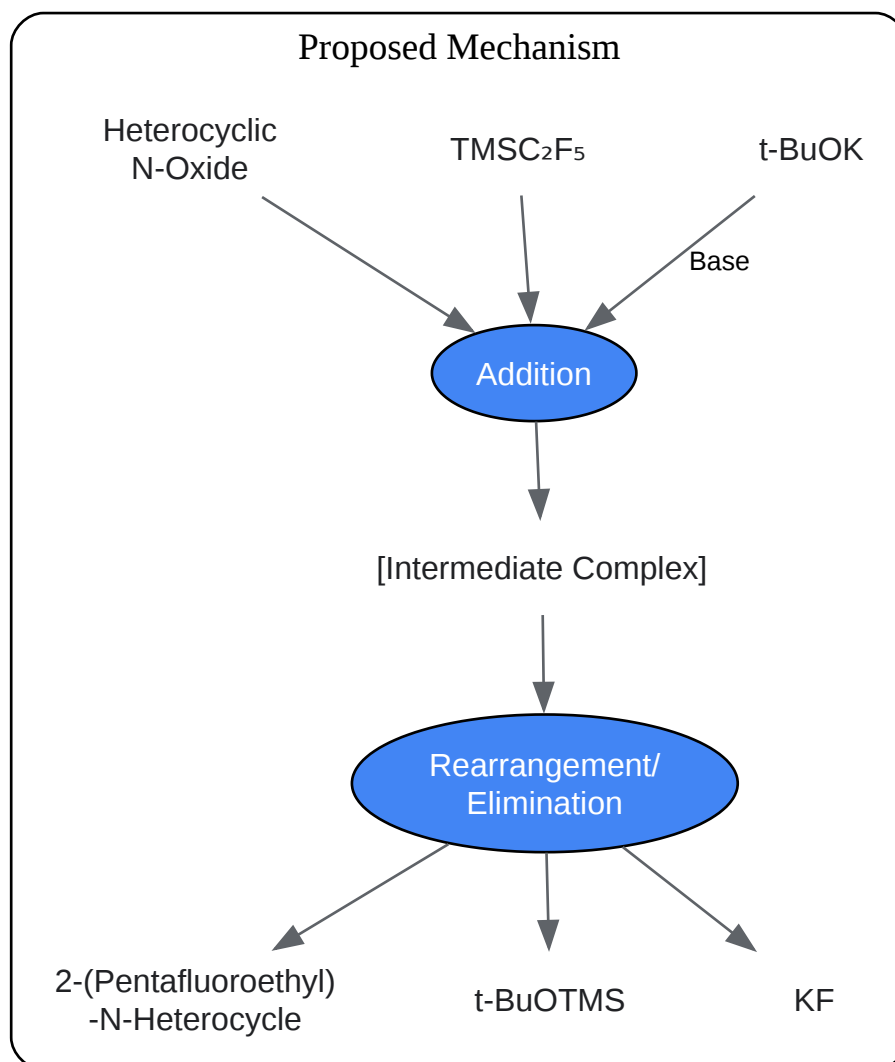 Proposed Mechanism
Heterocyclic
N-Oxide
TMSC₂F₅
t-BuOK
Base
Addition
[Intermediate Complex]
Rearrangement/
Elimination
2-(Pentafluoroethyl)
-N-Heterocycle
t-BuOTMS
KF